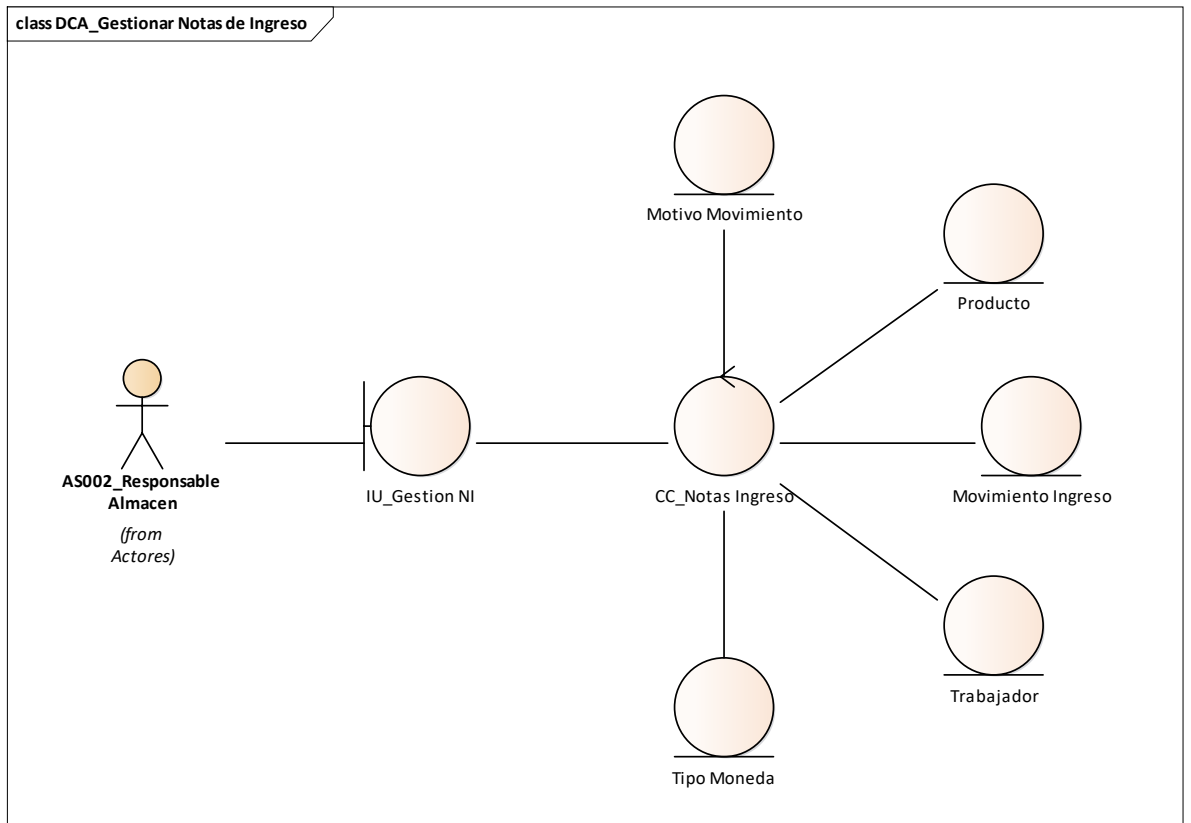 class DCA_Gestionar Notas de Ingreso
Motivo Movimiento
Producto
AS002_Responsable
Almacen
(from
Actores)
IU_Gestion NI
CC_Notas Ingreso
Movimiento Ingreso
Trabajador
Tipo Moneda